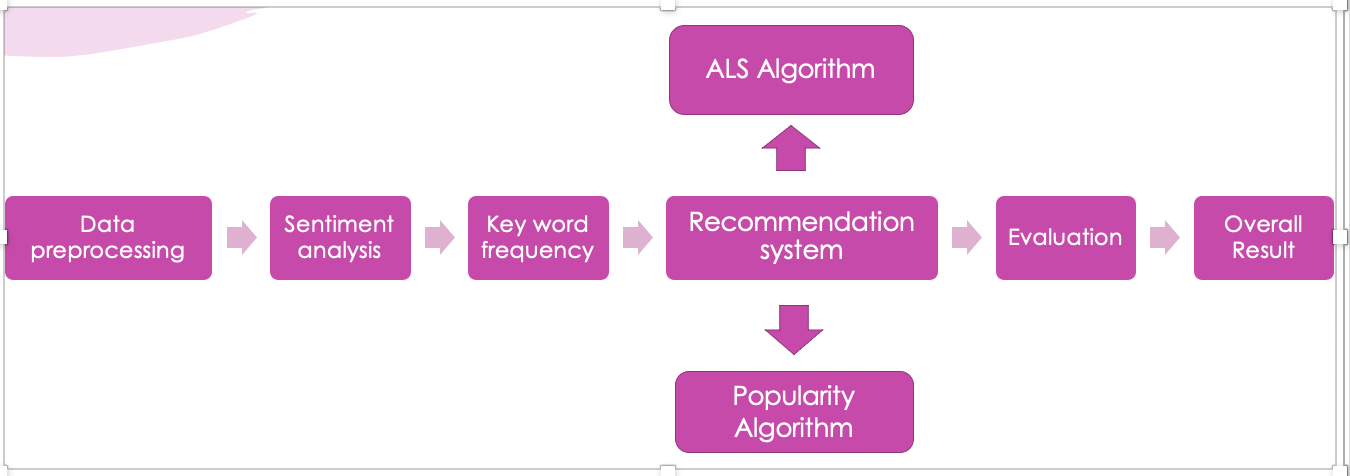 ALS Algorithm
Data
preprocessing
Sentiment
analysis
Key word
frequency
Recommendation
system
Evaluation
Overall
Result
Popularity
Algorithm